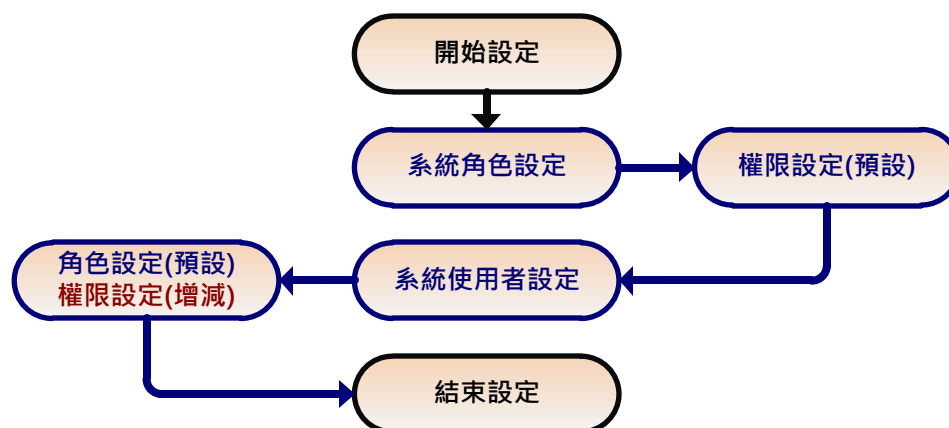 開始設定
系統角色設定
權限設定(預設)
系統使用者設定
角色設定(預設)
權限設定(增減)
結束設定